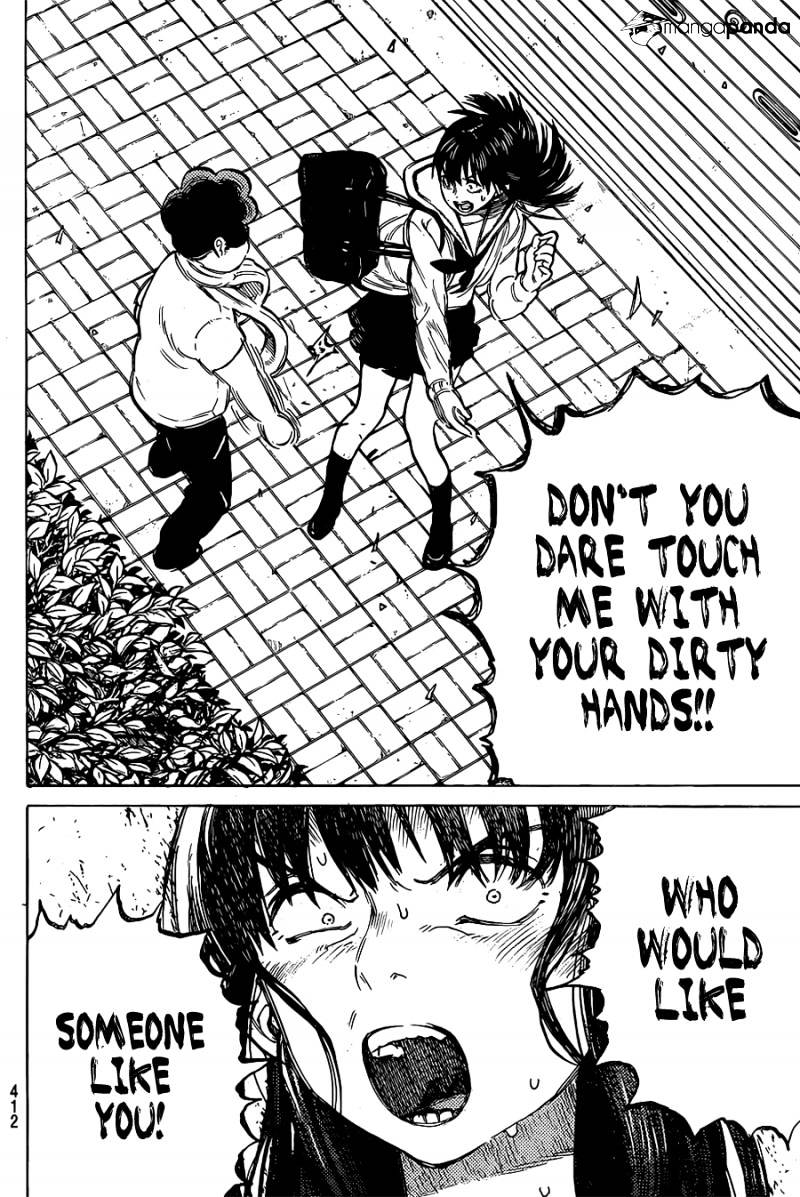 mangapanda
DON'T YOU
DARE TOUCH
ME WITH
YOUR DIRTY
HANDS!!
WHO
WOULD
LIKE
SOMEONE
LIKE
YOU!
412